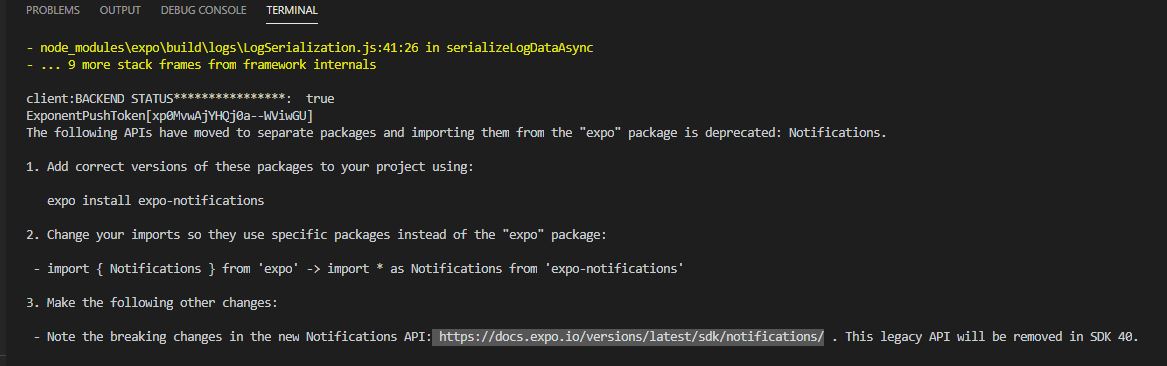 PROBLEMS OUTPUT DEBUG CONSOLE TERMINAL
- node_modules\expo\build\logs\LogSerialization.js:41:26 in serializeLogDataAsync
- ... 9 more stack frames from framework internals
client:BACKEND STATUS****************:  true
ExponentPushToken[xp0MvwAjYHQj0a--WViwGU]
The following APIs have moved to separate packages and importing them from the "expo" package is deprecated: Notifications.
1. Add correct versions of these packages to your project using:
expo install expo-notifications
2. Change your imports so they use specific packages instead of the "expo" package:
- import { Notifications } from 'expo' -> import * as Notifications from 'expo-notifications'
3. Make the following other changes:
- Note the breaking changes in the new Notifications API: https://docs.expo.io/versions/latest/sdk/notifications/ . This legacy API will be removed in SDK 40.